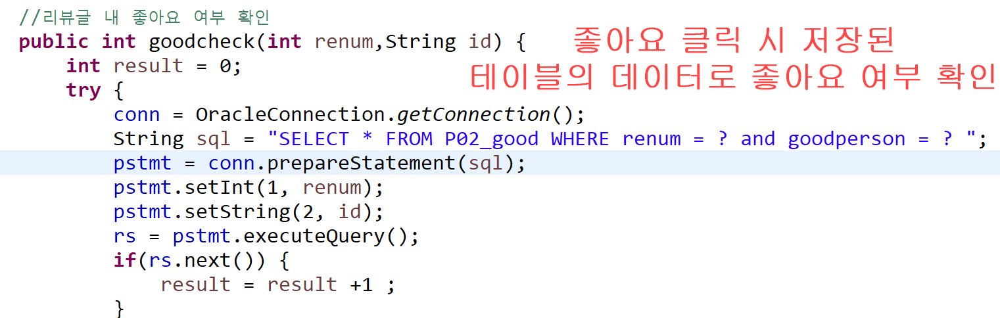 //리뷰글 내 좋아요 여부 확인
public int goodcheck(int renum,String id) {
좋아요 클릭 시 저장된
int result = 0;
테이블의 데이터로 좋아요 여부 확인
try {
conn = OracleConnection.getConnection();
String sql = "SELECT * FROM P02_good WHERE renum = ? and goodperson = ? ";
pstmt = conn.prepareStatement(sql);
pstmt.setInt(1, renum);
pstmt.setString(2, id);
rs = pstmt.executeQuery();
if(rs.next()) {
result = result +1 ;
}